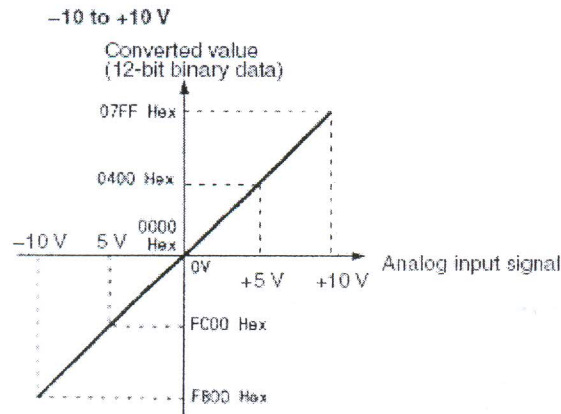 −10 to +10 V
Converted value
(12-bit binary data)
07FF Hex
0400 Hex
0000
Hex
−10 V
5 V
0V
+5 V
+10 V
Analog input signal
FC00 Hex
F800 Hex